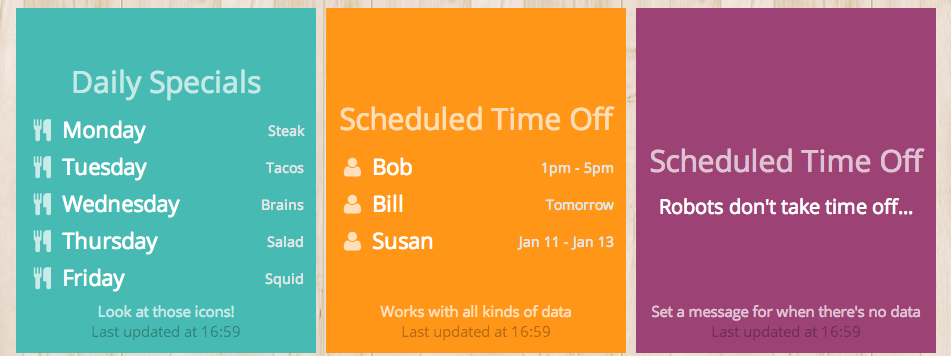 Daily Specials
Monday Steak
Tuesday Tacos
Wednesday Brains
Thursday Salad
Friday Squid
Look at those icons!
Last updated at 16:59
Scheduled Time Off
Bob 1pm - 5pm
Bill Tomorrow
Susan Jan 11 - Jan 13
Works with all kinds of data
Last updated at 16:59
Scheduled Time Off
Robots don't take time off...
Set a message for when there's no data
Last updated at 16:59